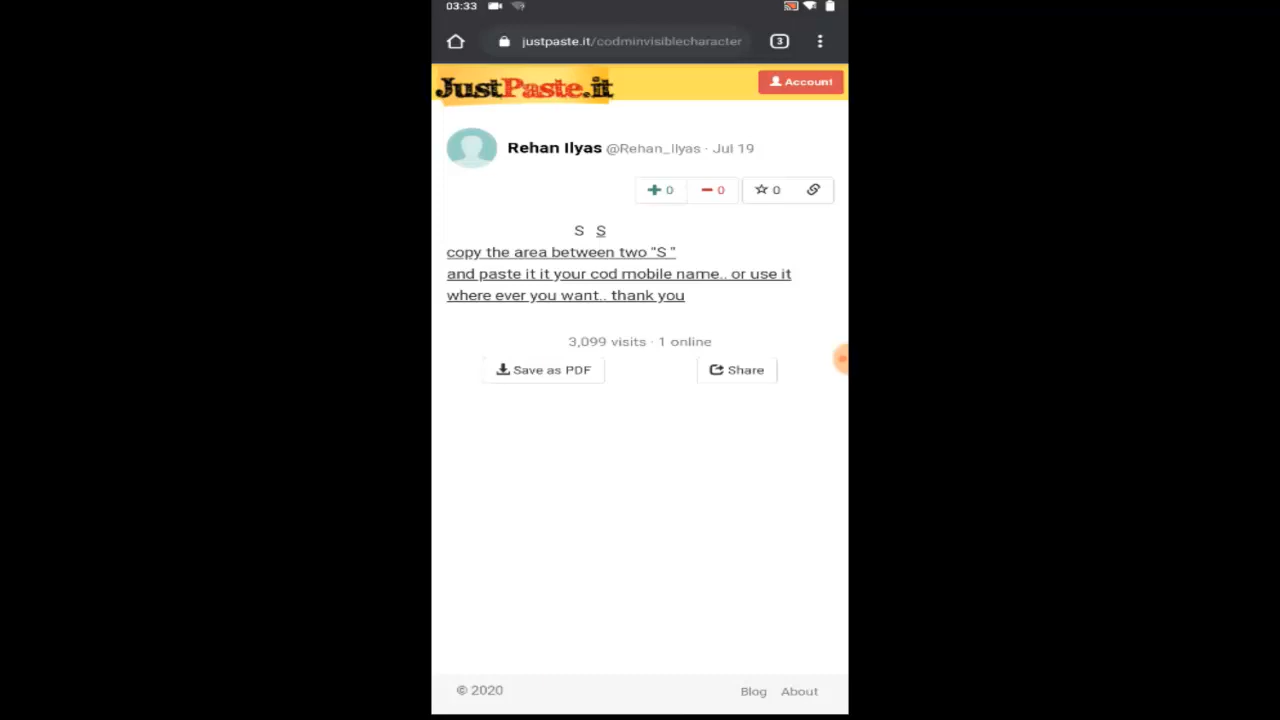 03:33
justpaste.it/codminvisiblecharacter 3
JustPaste.it Account
Rehan Ilyas @Rehan_Ilyas · Jul 19
+ 0 − 0 ☆ 0
S S
copy the area between two "S "
and paste it it your cod mobile name.. or use it
where ever you want.. thank you
3,099 visits · 1 online
Save as PDF Share
© 2020 Blog About